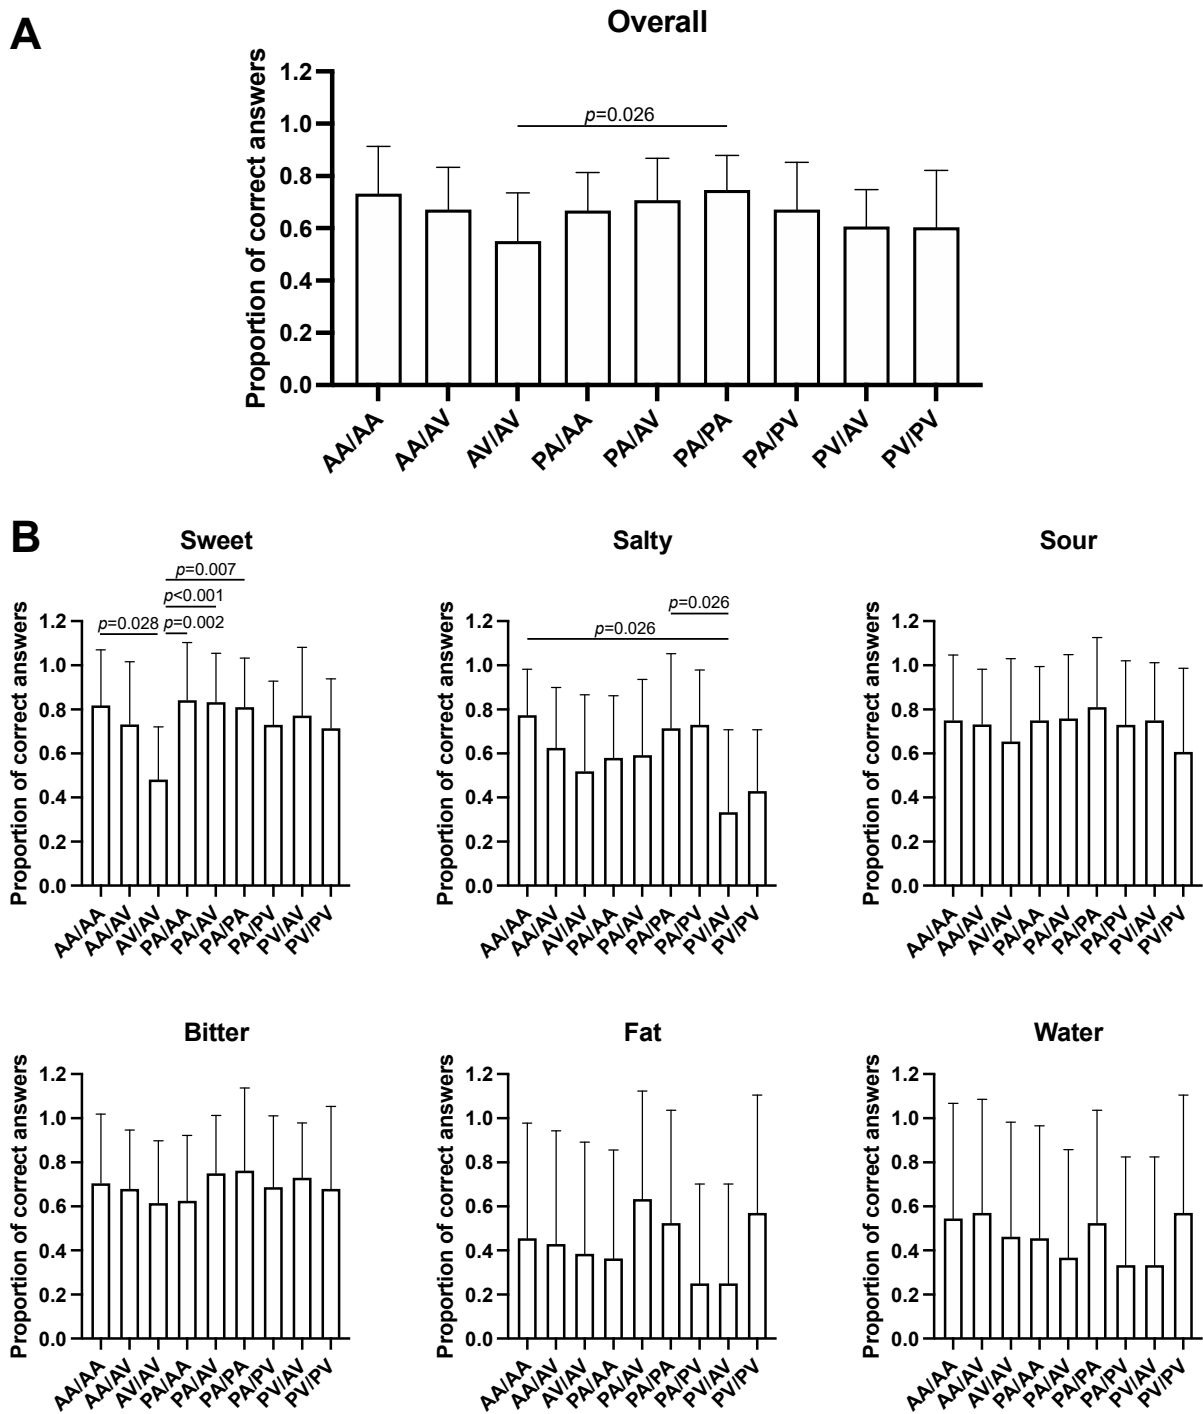 A
Overall
Proportion of correct answers
1.2
1.0
0.8
0.6
0.4
0.2
0.0
p=0.026
AA/AA
AA/AV
AV/AV
PA/AA
PA/AV
PA/PA
PA/PV
PV/AV
PV/PV
B
Sweet
Proportion of correct answers
1.2
1.0
0.8
0.6
0.4
0.2
0.0
p=0.007
p<0.001
p=0.028
p=0.002
AA/AA
AA/AV
AV/AV
PA/AA
PA/AV
PA/PA
PA/PV
PV/AV
PV/PV
Salty
Proportion of correct answers
1.2
1.0
0.8
0.6
0.4
0.2
0.0
p=0.026
p=0.026
AA/AA
AA/AV
AV/AV
PA/AA
PA/AV
PA/PA
PA/PV
PV/AV
PV/PV
Sour
Proportion of correct answers
1.2
1.0
0.8
0.6
0.4
0.2
0.0
AA/AA
AA/AV
AV/AV
PA/AA
PA/AV
PA/PA
PA/PV
PV/AV
PV/PV
Bitter
Proportion of correct answers
1.2
1.0
0.8
0.6
0.4
0.2
0.0
AA/AA
AA/AV
AV/AV
PA/AA
PA/AV
PA/PA
PA/PV
PV/AV
PV/PV
Fat
Proportion of correct answers
1.2
1.0
0.8
0.6
0.4
0.2
0.0
AA/AA
AA/AV
AV/AV
PA/AA
PA/AV
PA/PA
PA/PV
PV/AV
PV/PV
Water
Proportion of correct answers
1.2
1.0
0.8
0.6
0.4
0.2
0.0
AA/AA
AA/AV
AV/AV
PA/AA
PA/AV
PA/PA
PA/PV
PV/AV
PV/PV